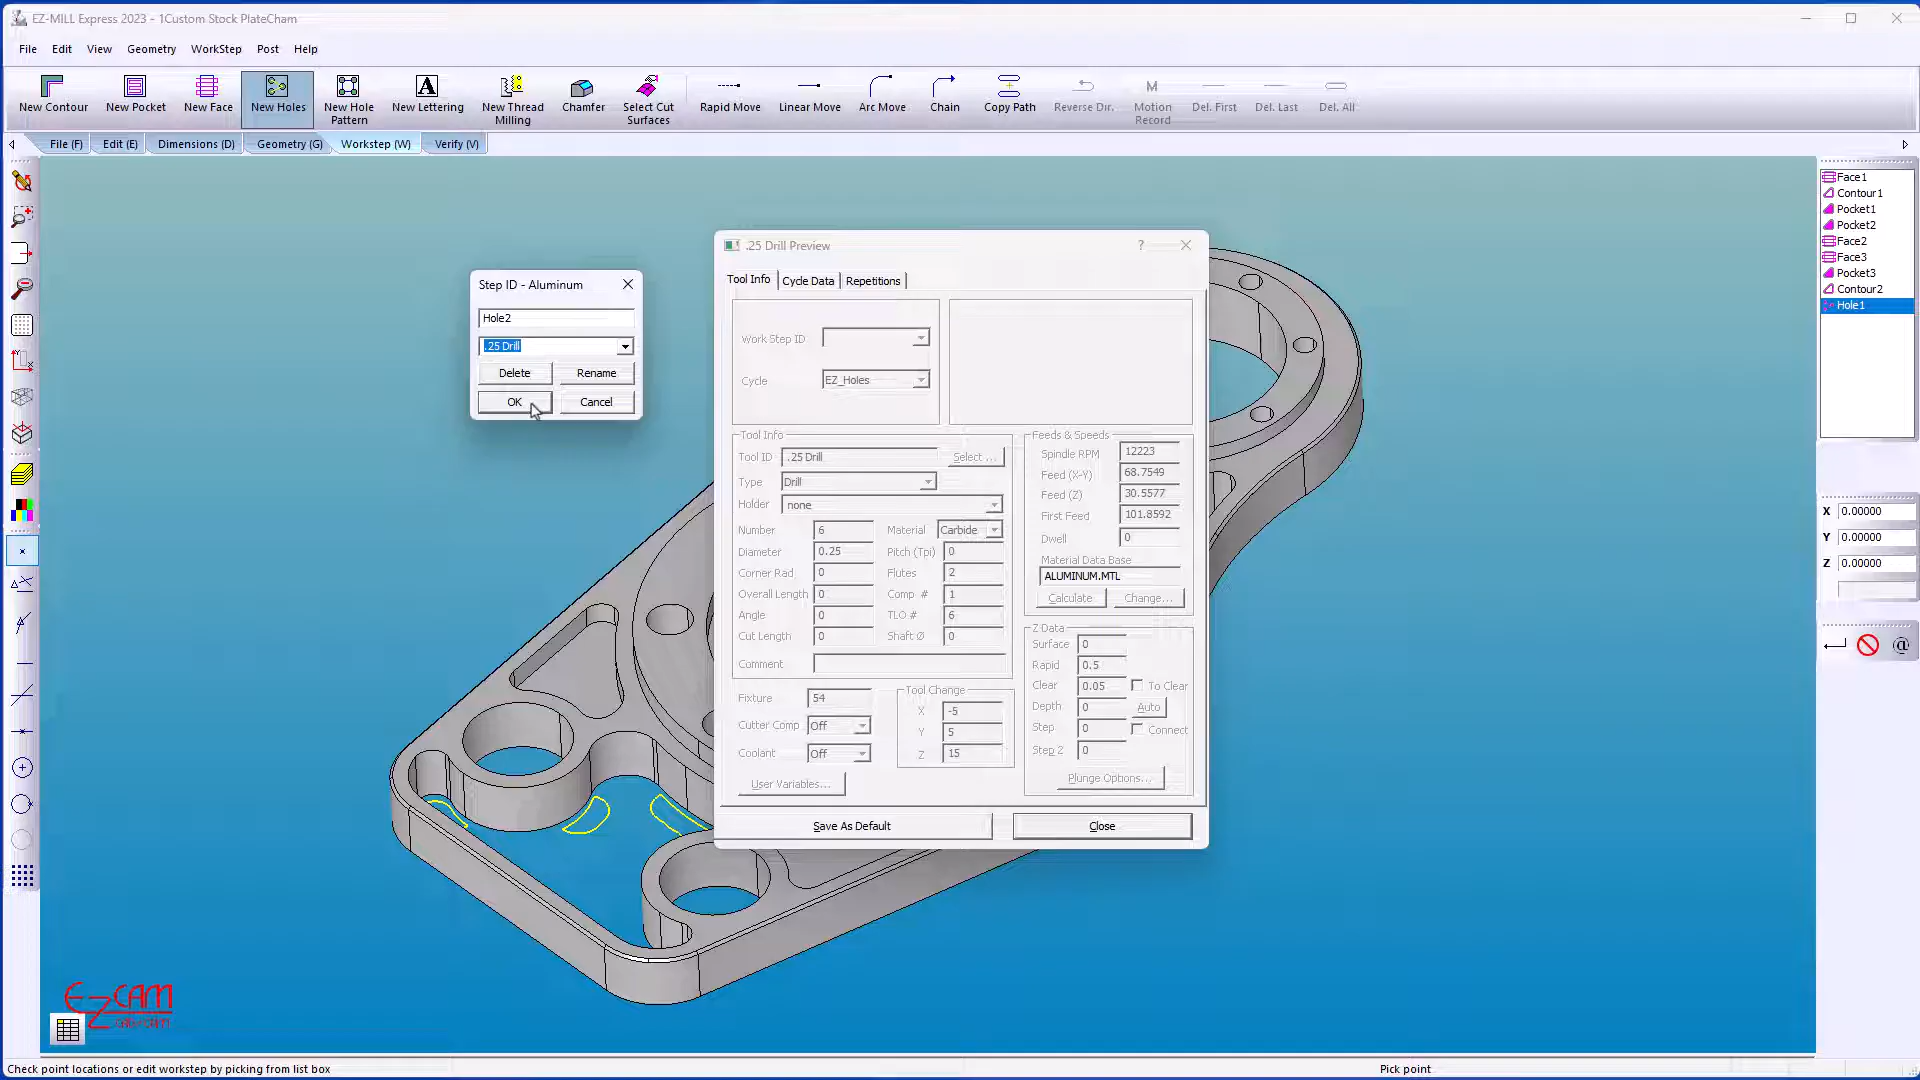 EZ-MILL Express 2023 - 1Custom Stock PlateCham
File Edit View Geometry WorkStep Post Help
New Contour
New Pocket
New Face
New Holes
New Hole
Pattern
New Lettering
New Thread
Milling
Chamfer
Select Cut
Surfaces
Rapid Move
Linear Move
Arc Move
Chain
Copy Path
Reverse Dir.
Motion
Record
Del. First
Del. Last
Del. All
File (F) Edit (E) Dimensions (D) Geometry (G) Workstep (W) Verify (V)
Face1
Contour1
Pocket1
Pocket2
Face2
Face3
Pocket3
Contour2
Hole1
Step ID - Aluminum
Hole2
.25 Drill
Delete Rename
OK Cancel
.25 Drill Preview
Tool Info Cycle Data Repetitions
Work Step ID
Cycle EZ_Holes
Tool Info
Tool ID .25 Drill Select ...
Type Drill
Holder none
Number 6 Material Carbide
Diameter 0.25 Pitch (Tpi) 0
Corner Rad 0 Flutes 2
Overall Length 0 Comp # 1
Angle 0 TLO # 6
Cut Length 0 Shaft Ø 0
Comment
Fixture 54
Cutter Comp Off
Coolant Off
User Variables...
Tool Change
X -5
Y 5
Z 15
Feeds & Speeds
Spindle RPM 12223
Feed (X-Y) 68.7549
Feed (Z) 30.5577
First Feed 101.8592
Dwell 0
Material Data Base
ALUMINUM.MTL
Calculate Change...
Z Data
Surface 0
Rapid 0.5
Clear 0.05 To Clear
Depth 0 Auto
Step 0 Connect
Step Z 0
Plunge Options...
Save As Default Close
X 0.00000
Y 0.00000
Z 0.00000
@
EZCAM
Check point locations or edit workstep by picking from list box
Pick point